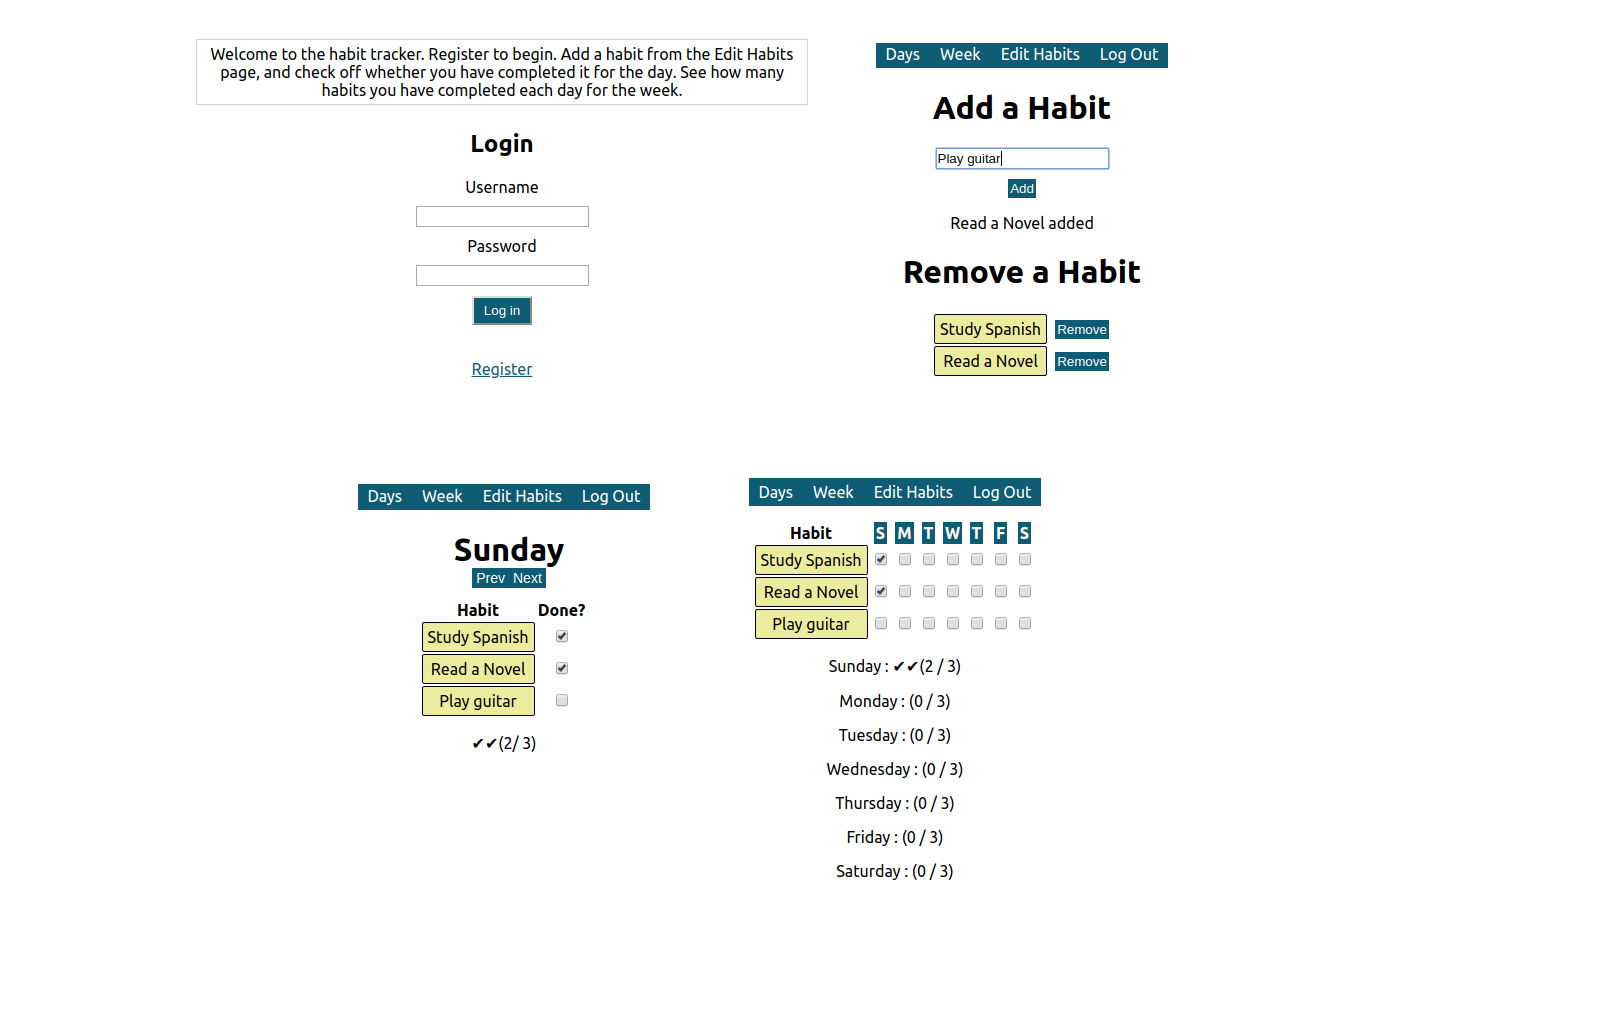 Welcome to the habit tracker. Register to begin. Add a habit from the Edit Habits
page, and check off whether you have completed it for the day. See how many
habits you have completed each day for the week.
Login
Username
Password
Log in
Register
Days Week Edit Habits Log Out
Add a Habit
Play guitar
Add
Read a Novel added
Remove a Habit
Study Spanish Remove
Read a Novel Remove
Days Week Edit Habits Log Out
Sunday
Prev Next
Habit Done?
Study Spanish
Read a Novel
Play guitar
✔✔(2/ 3)
Days Week Edit Habits Log Out
Habit S M T W T F S
Study Spanish
Read a Novel
Play guitar
Sunday : ✔✔(2 / 3)
Monday : (0 / 3)
Tuesday : (0 / 3)
Wednesday : (0 / 3)
Thursday : (0 / 3)
Friday : (0 / 3)
Saturday : (0 / 3)